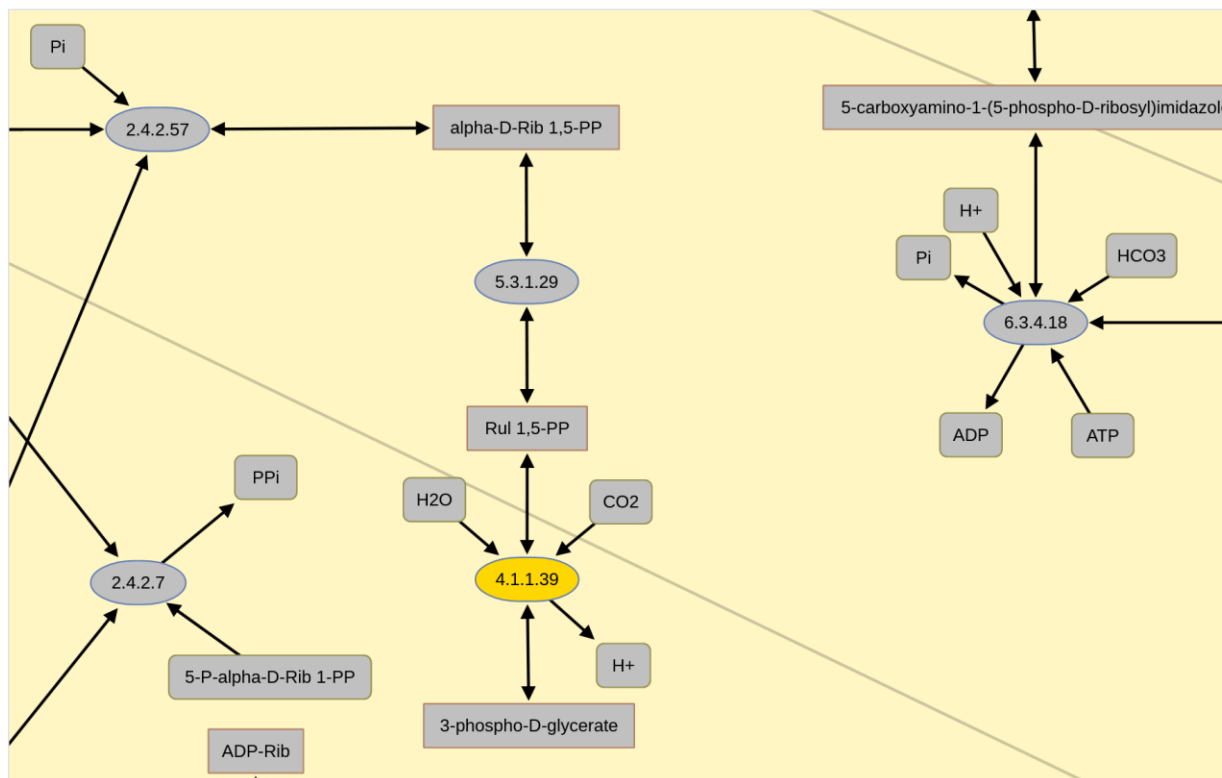 Pi
2.4.2.57
alpha-D-Rib 1,5-PP
5-carboxyamino-1-(5-phospho-D-ribosyl)imidazol
H+
Pi
HCO3
5.3.1.29
6.3.4.18
Rul 1,5-PP
ADP
ATP
PPi
H2O
CO2
2.4.2.7
4.1.1.39
5-P-alpha-D-Rib 1-PP
H+
3-phospho-D-glycerate
ADP-Rib